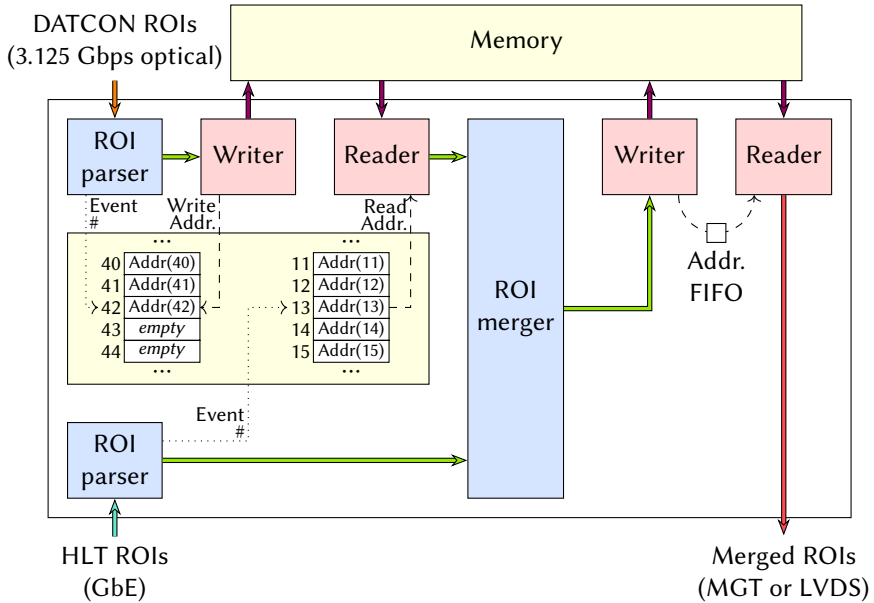 DATCON ROIs
(3.125 Gbps optical)
Memory
ROI
parser
Writer
Reader
Writer
Reader
Event
#
Write
Addr.
Read
Addr.
Addr.
FIFO
...
40 Addr(40)
41 Addr(41)
42 Addr(42)
43 empty
44 empty
...
...
11 Addr(11)
12 Addr(12)
13 Addr(13)
14 Addr(14)
15 Addr(15)
...
ROI
merger
Event
#
ROI
parser
HLT ROIs
(GbE)
Merged ROIs
(MGT or LVDS)